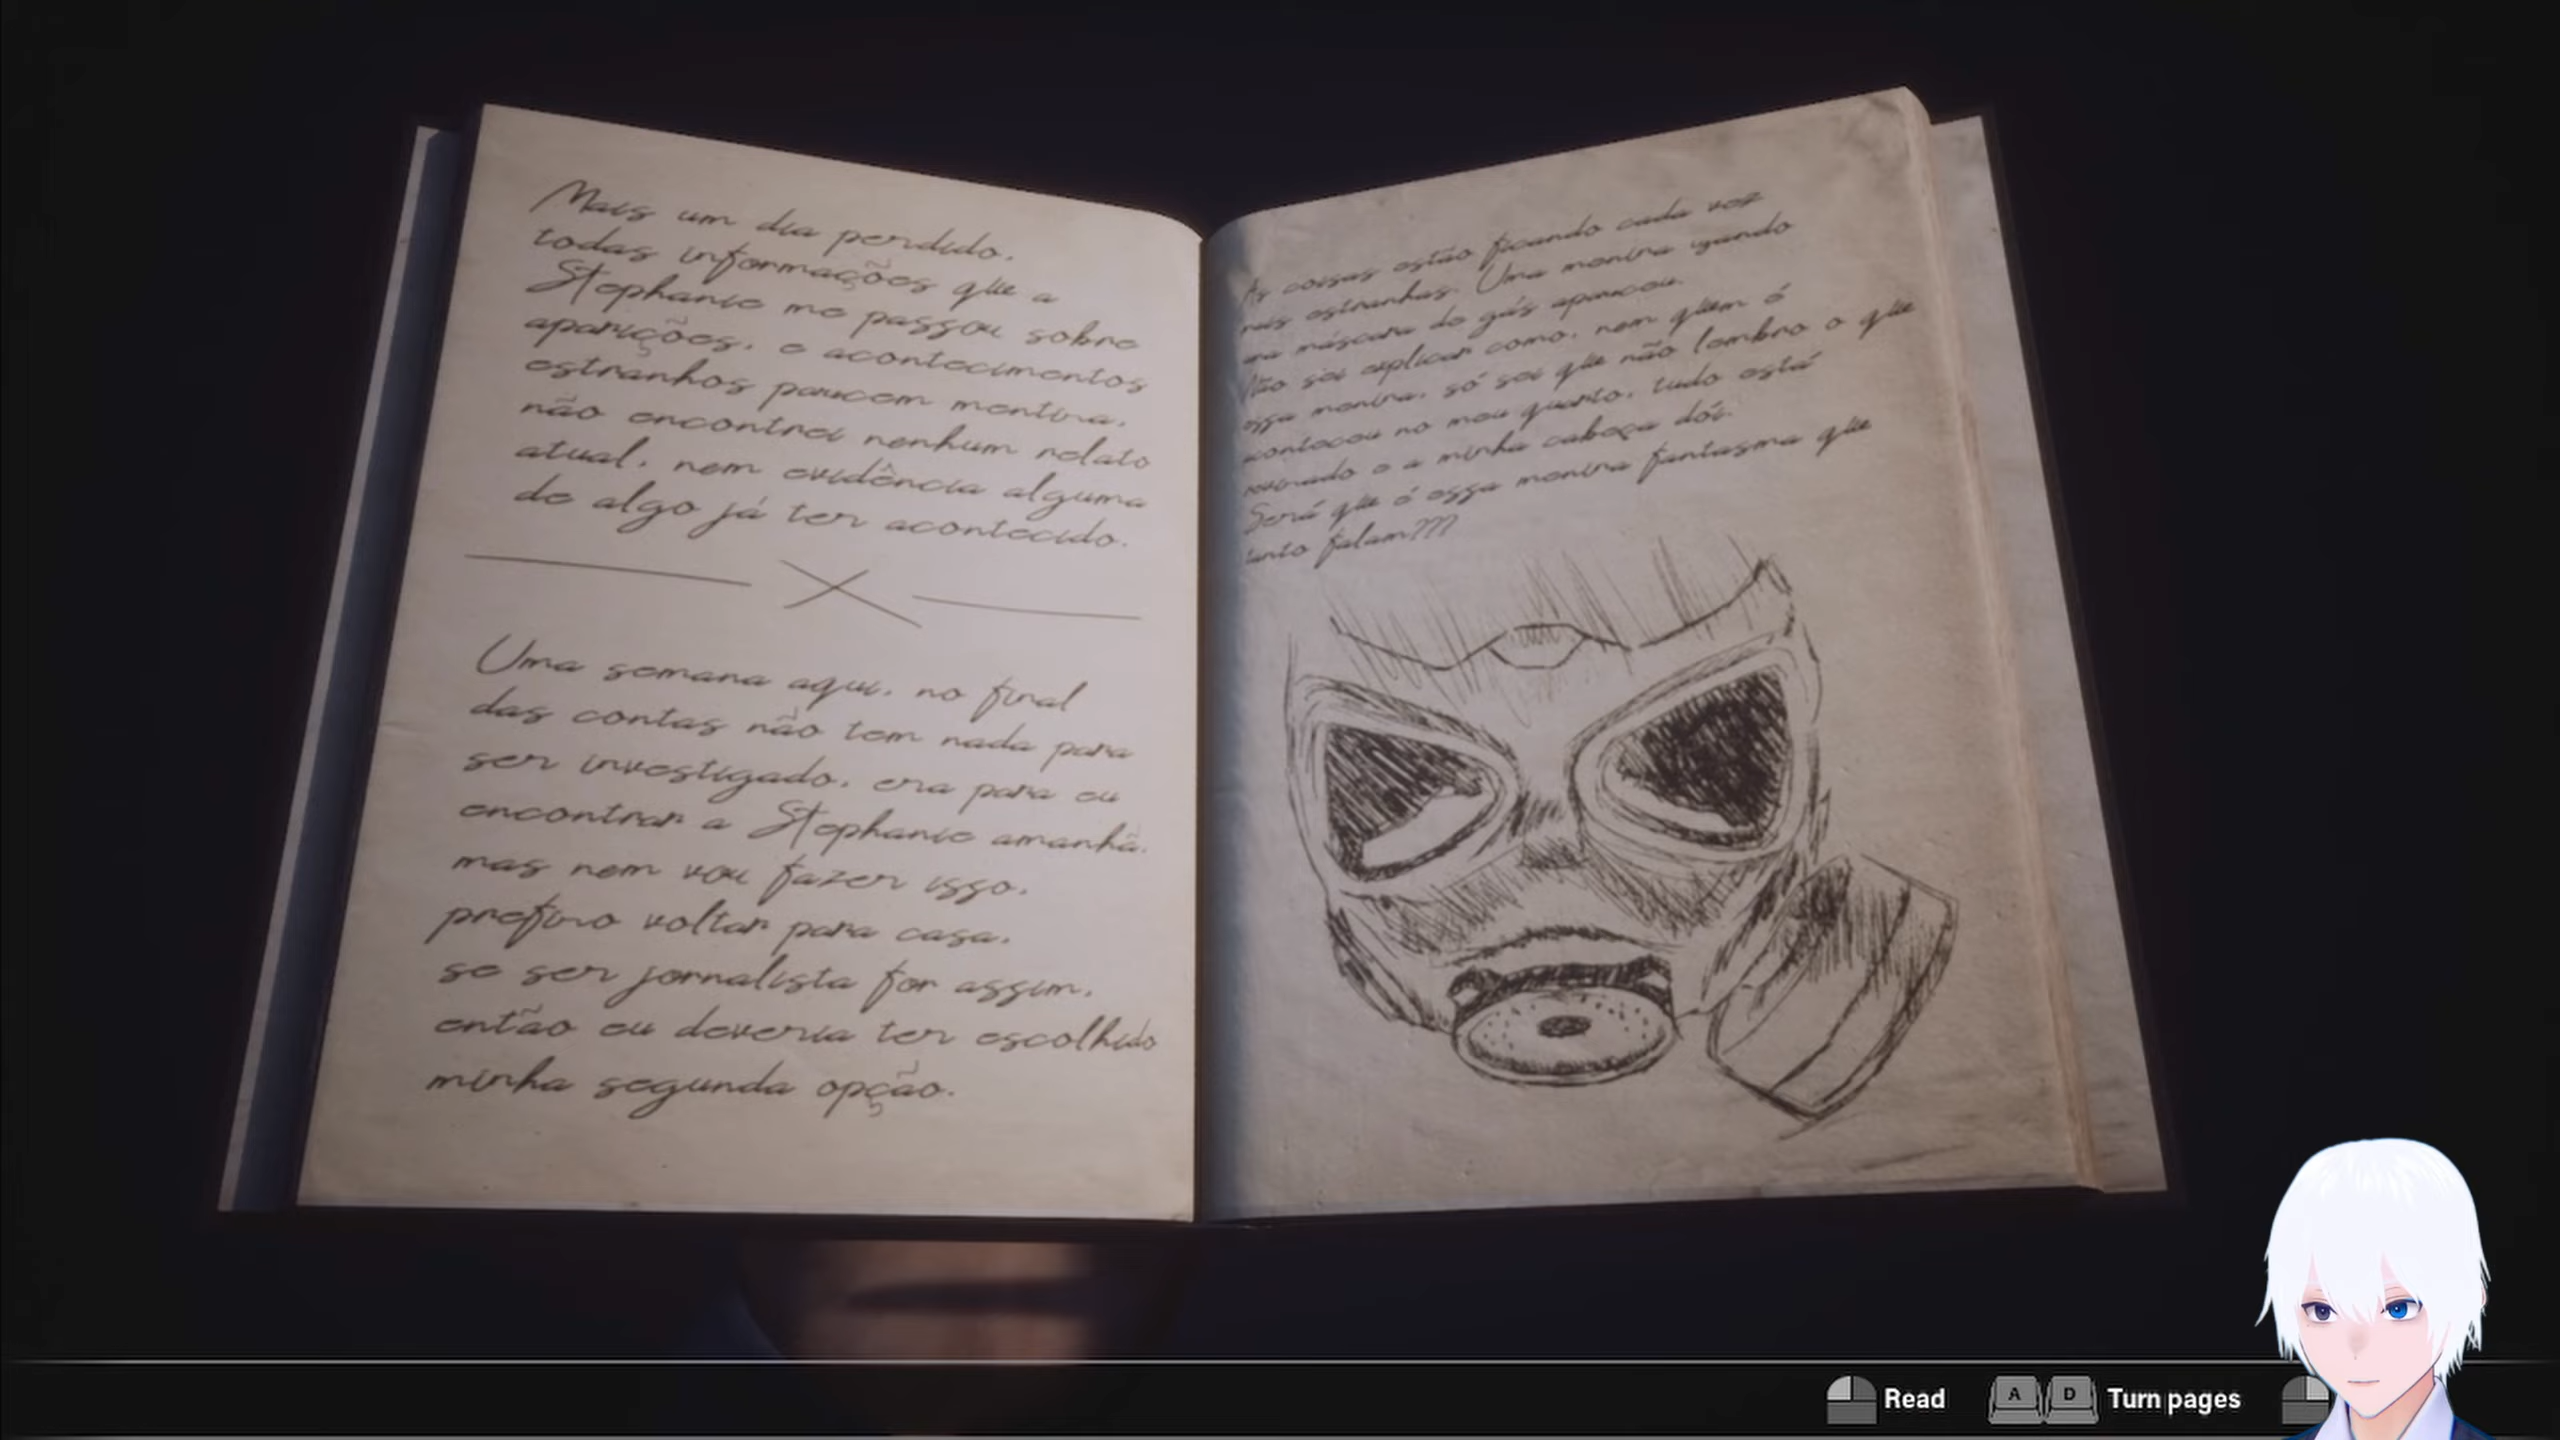 Mais um dia perdido,
todas informações que a
Stephanie me passou sobre
aparições, e acontecimentos
estranhos parecem mentira,
não encontrei nenhum relato
atual, nem evidência alguma
de algo já ter acontecido.
Uma semana aqui, no final
das contas não tem nada para
ser investigado, era para eu
encontrar a Stephanie amanhã,
mas nem vou fazer isso,
prefiro voltar para casa,
se ser jornalista for assim,
então eu deveria ter escolhido
minha segunda opção.
As coisas estão ficando cada vez
mais estranhas. Uma menina usando
uma máscara de gás apareceu.
Não sei explicar como, nem quem é
essa menina, só sei que não lembro o que
aconteceu no meu quarto, tudo está
revirado e a minha cabeça dói.
Será que é essa menina fantasma que
tanto falam???
Read
A D Turn pages